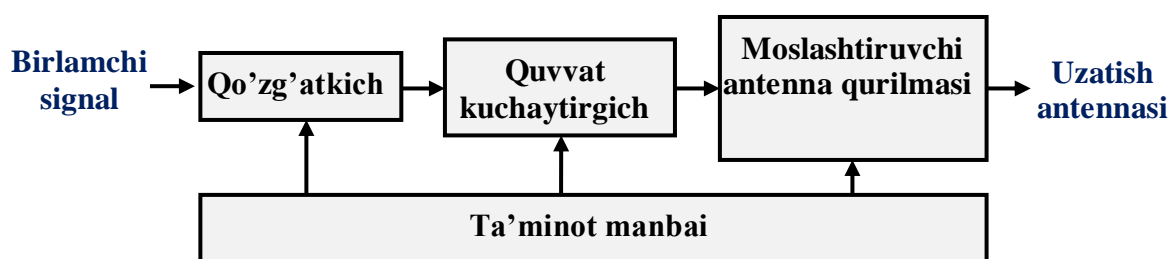 Birlamchi
signal
Qo’zg’atkich
Quvvat
kuchaytirgich
Moslashtiruvchi
antenna qurilmasi
Uzatish
antennasi
Ta’minot manbai